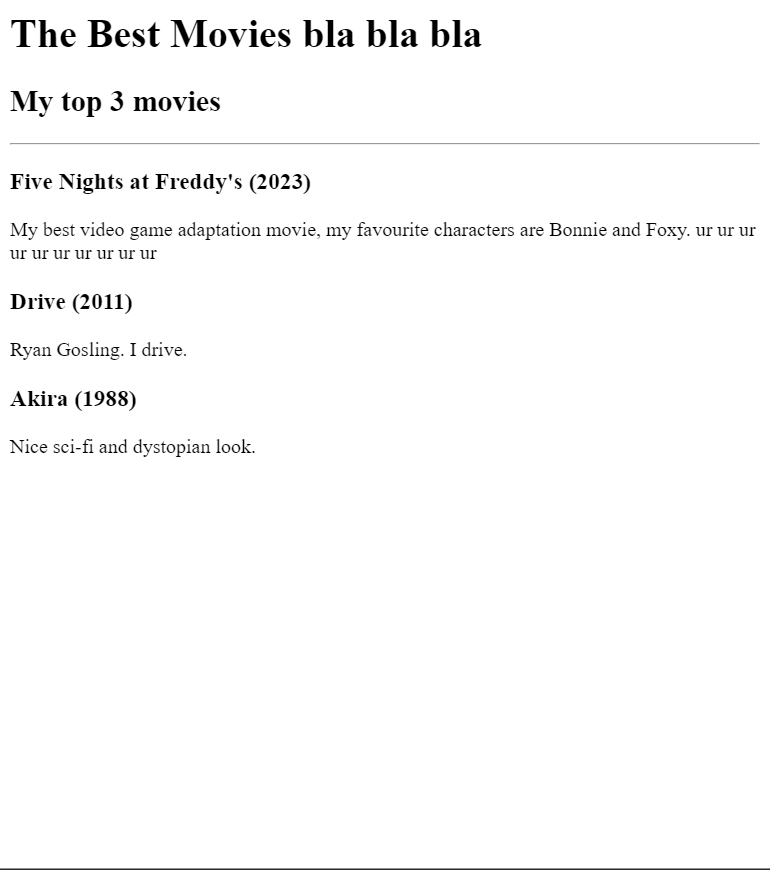 The Best Movies bla bla bla
My top 3 movies
Five Nights at Freddy's (2023)
My best video game adaptation movie, my favourite characters are Bonnie and Foxy. ur ur ur
ur ur ur ur ur ur ur
Drive (2011)
Ryan Gosling. I drive.
Akira (1988)
Nice sci-fi and dystopian look.